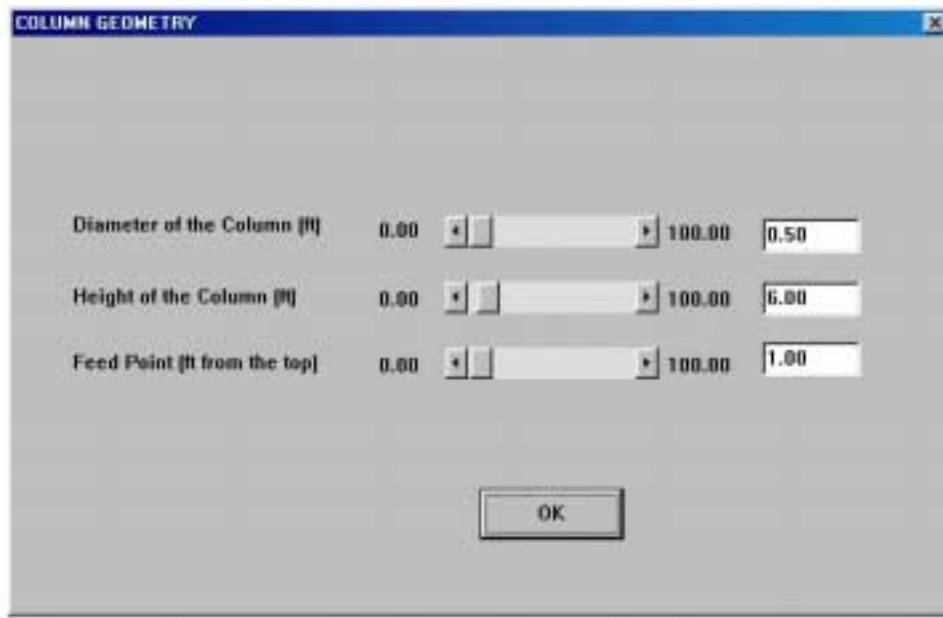 COLUMN GEOMETRY
Diameter of the Column (ft) 0.00 100.00 0.50
Height of the Column (ft) 0.00 100.00 6.00
Feed Point (ft from the top) 0.00 100.00 1.00
OK